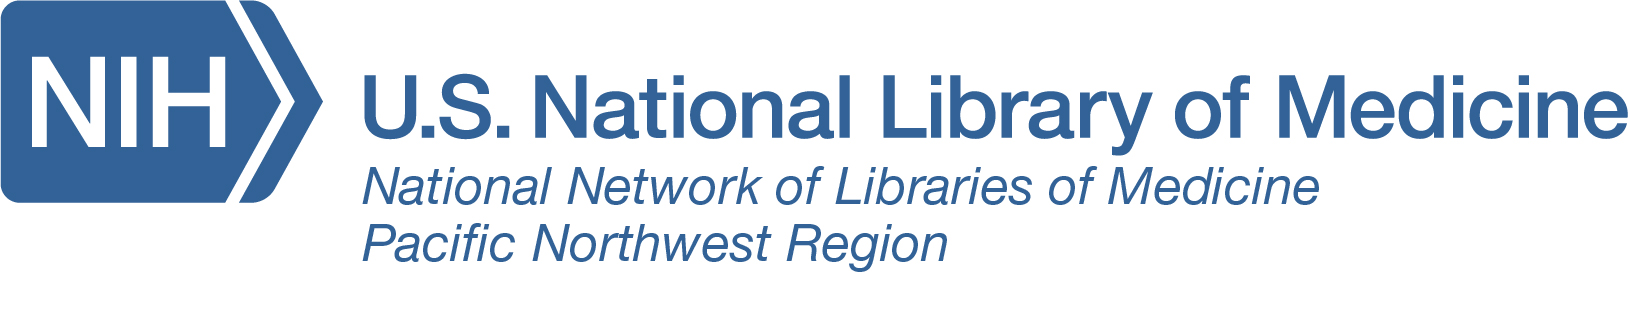 NIH
U.S. National Library of Medicine
National Network of Libraries of Medicine
Pacific Northwest Region